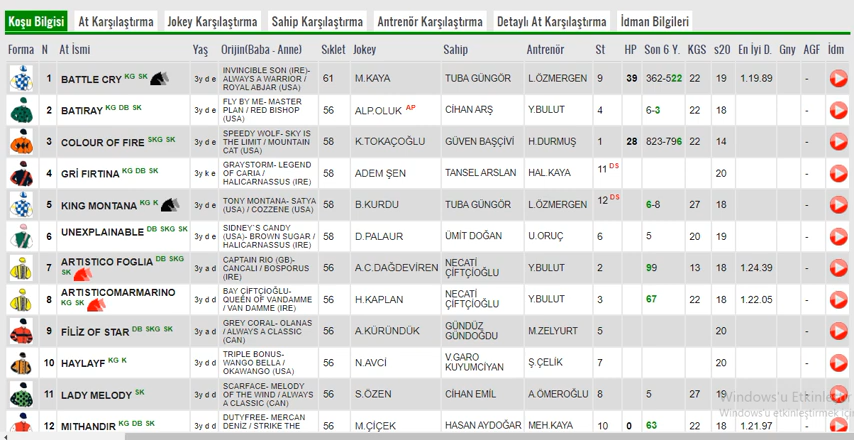 Koşu Bilgisi At Karşılaştırma Jokey Karşılaştırma Sahip Karşılaştırma Antrenör Karşılaştırma Detaylı At Karşılaştırma İdman Bilgileri
Forma N At İsmi Yaş Orijin(Baba - Anne) Sıklet Jokey Sahip Antrenör St HP Son 6 Y. KGS s20 En İyi D. Gny AGF İdm
1 BATTLE CRY KG SK 3y d e INVINCIBLE SON (IRE)- ALWAYS A WARRIOR / ROYAL ABJAR (USA) 61 M.KAYA TUBA GÜNGÖR L.ÖZMERGEN 9 39 362-522 22 19 1.19.89 -
2 BATIRAY KG DB SK 3y d e FLY BY ME- MASTER PLAN / RED BISHOP (USA) 56 ALP.OLUK AP CİHAN ARŞ Y.BULUT 4 6-3 22 18 -
3 COLOUR OF FIRE SKG SK 3y d e SPEEDY WOLF- SKY IS THE LIMIT / MOUNTAIN CAT (USA) 58 K.TOKAÇOĞLU GÜVEN BAŞÇİVİ H.DURMUŞ 1 28 823-796 22 14 -
4 GRİ FIRTINA KG DB SK 3y k e GRAYSTORM- LEGEND OF CARIA / HALICARNASSUS (IRE) 58 ADEM ŞEN TANSEL ARSLAN HAL.KAYA 11 DS 20 -
5 KING MONTANA KG K 3y d e TONY MONTANA- SATYA (USA) / COZZENE (USA) 58 B.KURDU TUBA GÜNGÖR L.ÖZMERGEN 12 DS 6-8 27 18 -
6 UNEXPLAINABLE DB SKG SK 3y d e SIDNEY´S CANDY (USA)- BROWN SUGAR / HALICARNASSUS (IRE) 58 D.PALAUR ÜMİT DOĞAN U.ORUÇ 6 5 20 19 -
7 ARTISTICO FOGLIA DB SKG SK 3y a d CAPTAIN RIO (GB)- CANCALI / BOSPORUS (IRE) 56 A.C.DAĞDEVİREN NECATİ ÇİFTÇİOĞLU Y.BULUT 2 99 13 18 1.24.39 -
8 ARTISTICOMARMARINO KG SK 3y d d BAY ÇİFTÇİOĞLU- QUEEN OF VANDAMME / VAN DAMME (IRE) 56 H.KAPLAN NECATİ ÇİFTÇİOĞLU Y.BULUT 3 67 22 18 1.22.05 -
9 FİLİZ OF STAR DB SKG SK 3y a d GREY CORAL- OLANAS / ALWAYS A CLASSIC (CAN) 56 A.KÜRÜNDÜK GÜNDÜZ GÜNDOĞDU M.ZELYURT 5 20 -
10 HAYLAYF KG K 3y d d TRIPLE BONUS- WANGO BELLA / OKAWANGO (USA) 56 N.AVCİ V.GARO KUYUMCİYAN Ş.ÇELİK 7 20 -
11 LADY MELODY SK 3y d d SCARFACE- MELODY OF THE WIND / ALWAYS A CLASSIC (CAN) 56 S.ÖZEN CİHAN EMİL A.ÖMEROĞLU 8 5 27 19 -
Windows'u Etkinleştir
Windows'u etkinleştirmek iç
12 MITHANDIR KG DB SK 3y d d DUTYFREE- MERCAN DENİZ / STRIKE THE 56 M.ÇİÇEK HASAN AYDOĞAR MEH.KAYA 10 0 63 22 18 1.21.97 -